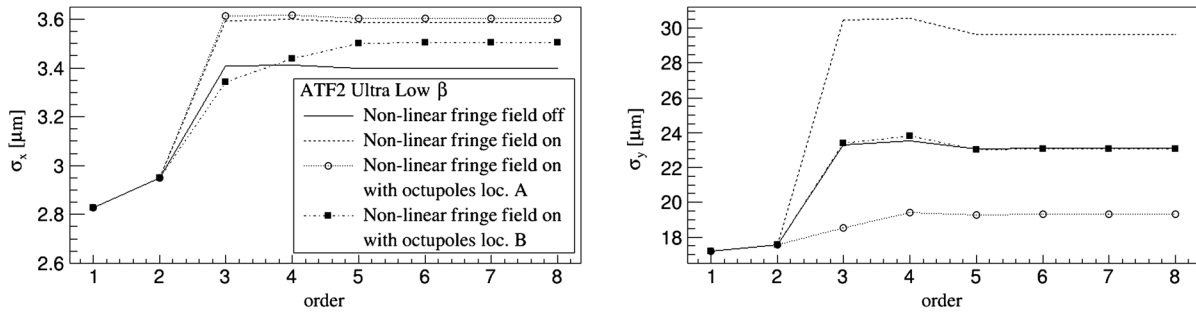 3.6
3.4
3.2
3
2.8
2.6
σx [μm]
ATF2 Ultra Low β
Non-linear fringe field off
Non-linear fringe field on
Non-linear fringe field on
with octupoles loc. A
Non-linear fringe field on
with octupoles loc. B
1 2 3 4 5 6 7 8
order
30
28
26
24
22
20
18
σy [μm]
1 2 3 4 5 6 7 8
order